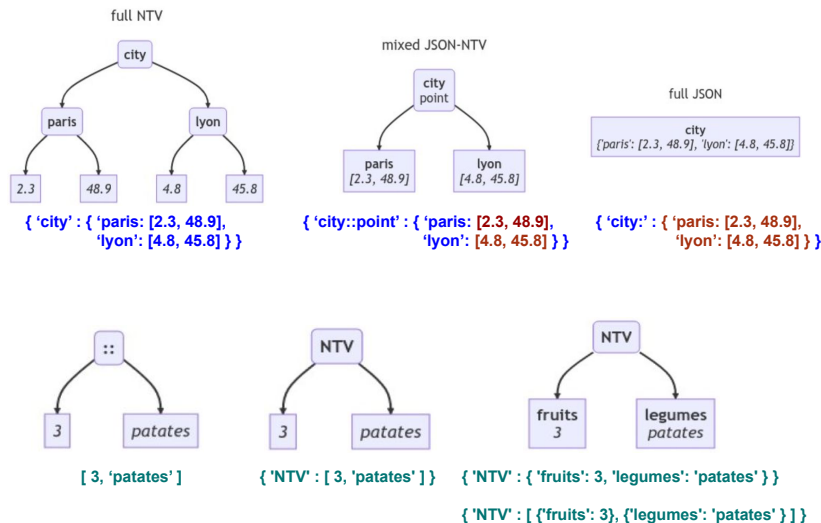 full NTV
city
paris
lyon
2.3
48.9
4.8
45.8
{ ‘city’ : { ‘paris: [2.3, 48.9],
‘lyon’: [4.8, 45.8] } }
mixed JSON-NTV
city
point
paris
[2.3, 48.9]
lyon
[4.8, 45.8]
{ ‘city::point’ : { ‘paris: [2.3, 48.9],
‘lyon’: [4.8, 45.8] } }
full JSON
city
{'paris': [2.3, 48.9], 'lyon': [4.8, 45.8]}
{ ‘city:’ : { ‘paris: [2.3, 48.9],
‘lyon’: [4.8, 45.8] } }
::
3
patates
[ 3, ‘patates’ ]
NTV
3
patates
{ 'NTV' : [ 3, 'patates' ] }
NTV
fruits
3
legumes
patates
{ 'NTV' : { 'fruits': 3, 'legumes': 'patates' } }
{ 'NTV' : [ {'fruits': 3}, {'legumes': 'patates' } ] }